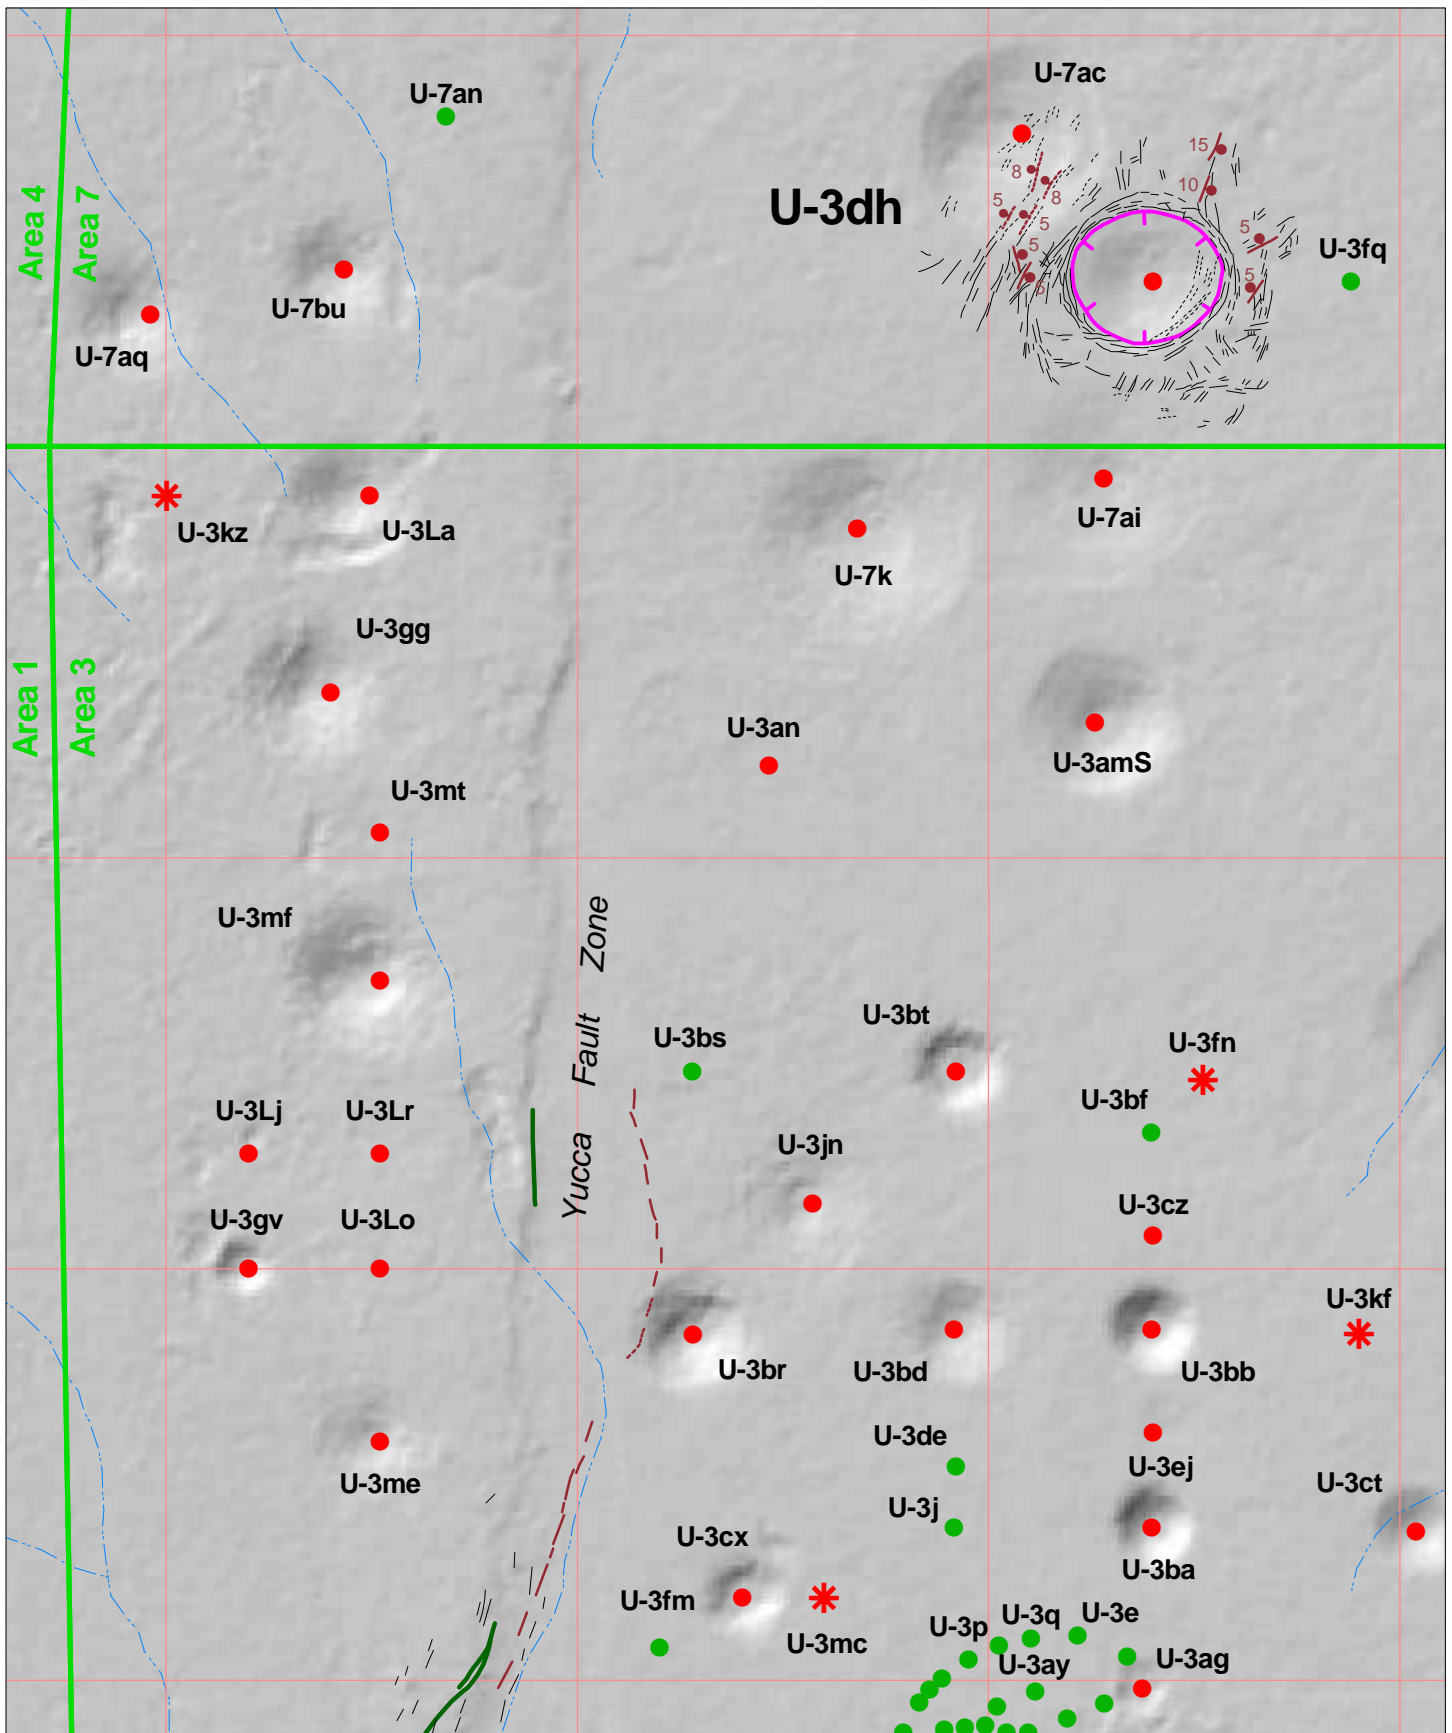 U-7ac
U-7an
15
8
10
8
Area 4
Area 7
U-3dh
5
5
5
5
U-3fq
5
5
U-7bu
U-7aq
U-3kz
U-3La
U-7ai
U-7k
U-3gg
Area 1
Area 3
U-3an
U-3amS
U-3mt
U-3mf
Yucca Fault Zone
U-3bt
U-3bs
U-3fn
U-3bf
U-3Lj
U-3Lr
U-3jn
U-3gv
U-3Lo
U-3cz
U-3kf
U-3br
U-3bd
U-3bb
U-3de
U-3ej
U-3me
U-3ct
U-3j
U-3cx
U-3ba
U-3fm
U-3mc
U-3p
U-3q
U-3e
U-3ay
U-3ag